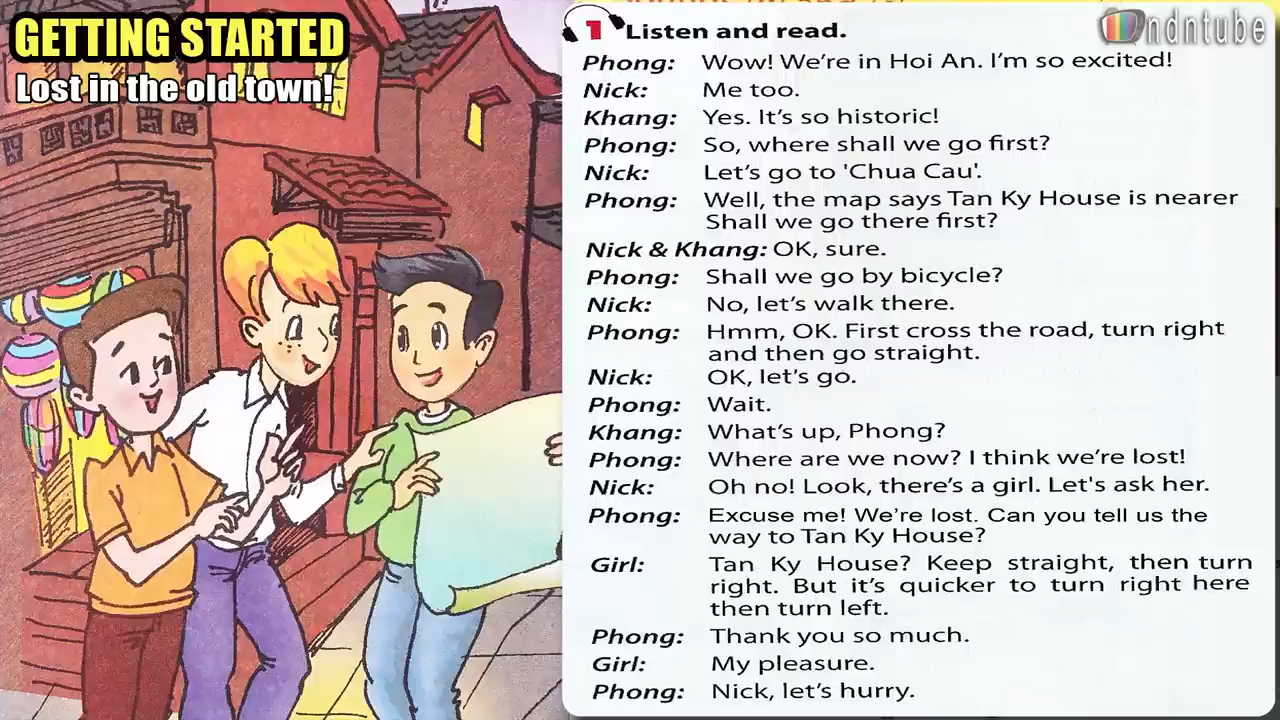 GETTING STARTED
Lost in the old town!
1 Listen and read.
ndntube
Phong: Wow! We're in Hoi An. I'm so excited!
Nick: Me too.
Khang: Yes. It's so historic!
Phong: So, where shall we go first?
Nick: Let's go to 'Chua Cau'.
Phong: Well, the map says Tan Ky House is nearer
Shall we go there first?
Nick & Khang: OK, sure.
Phong: Shall we go by bicycle?
Nick: No, let's walk there.
Phong: Hmm, OK. First cross the road, turn right
and then go straight.
Nick: OK, let's go.
Phong: Wait.
Khang: What's up, Phong?
Phong: Where are we now? I think we're lost!
Nick: Oh no! Look, there's a girl. Let's ask her.
Phong: Excuse me! We're lost. Can you tell us the
way to Tan Ky House?
Girl: Tan Ky House? Keep straight, then turn
right. But it's quicker to turn right here
then turn left.
Phong: Thank you so much.
Girl: My pleasure.
Phong: Nick, let's hurry.